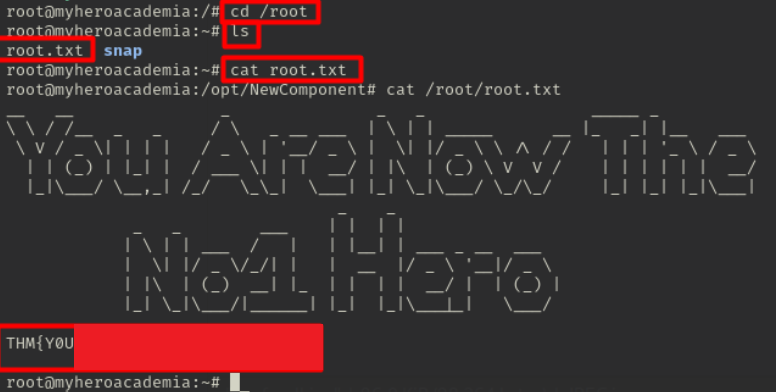 root@myheroacademia:/# cd /root
root@myheroacademia:~# ls
root.txt snap
root@myheroacademia:~# cat root.txt
root@myheroacademia:/opt/NewComponent# cat /root/root.txt
You Are Now The
No1 Hero
THM{Y0U
root@myheroacademia:~#